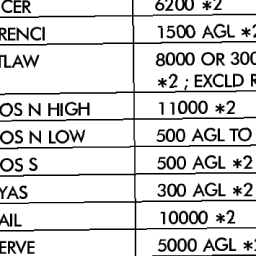 CER 6200 *2
RENCI 1500 AGL *2
TLAW 8000 OR 300
*2 ; EXCLD R
OS N HIGH 11000 *2
OS N LOW 500 AGL TO
OS S 500 AGL *2
YAS 300 AGL *2
AIL 10000 *2
ERVE 5000 AGL *2